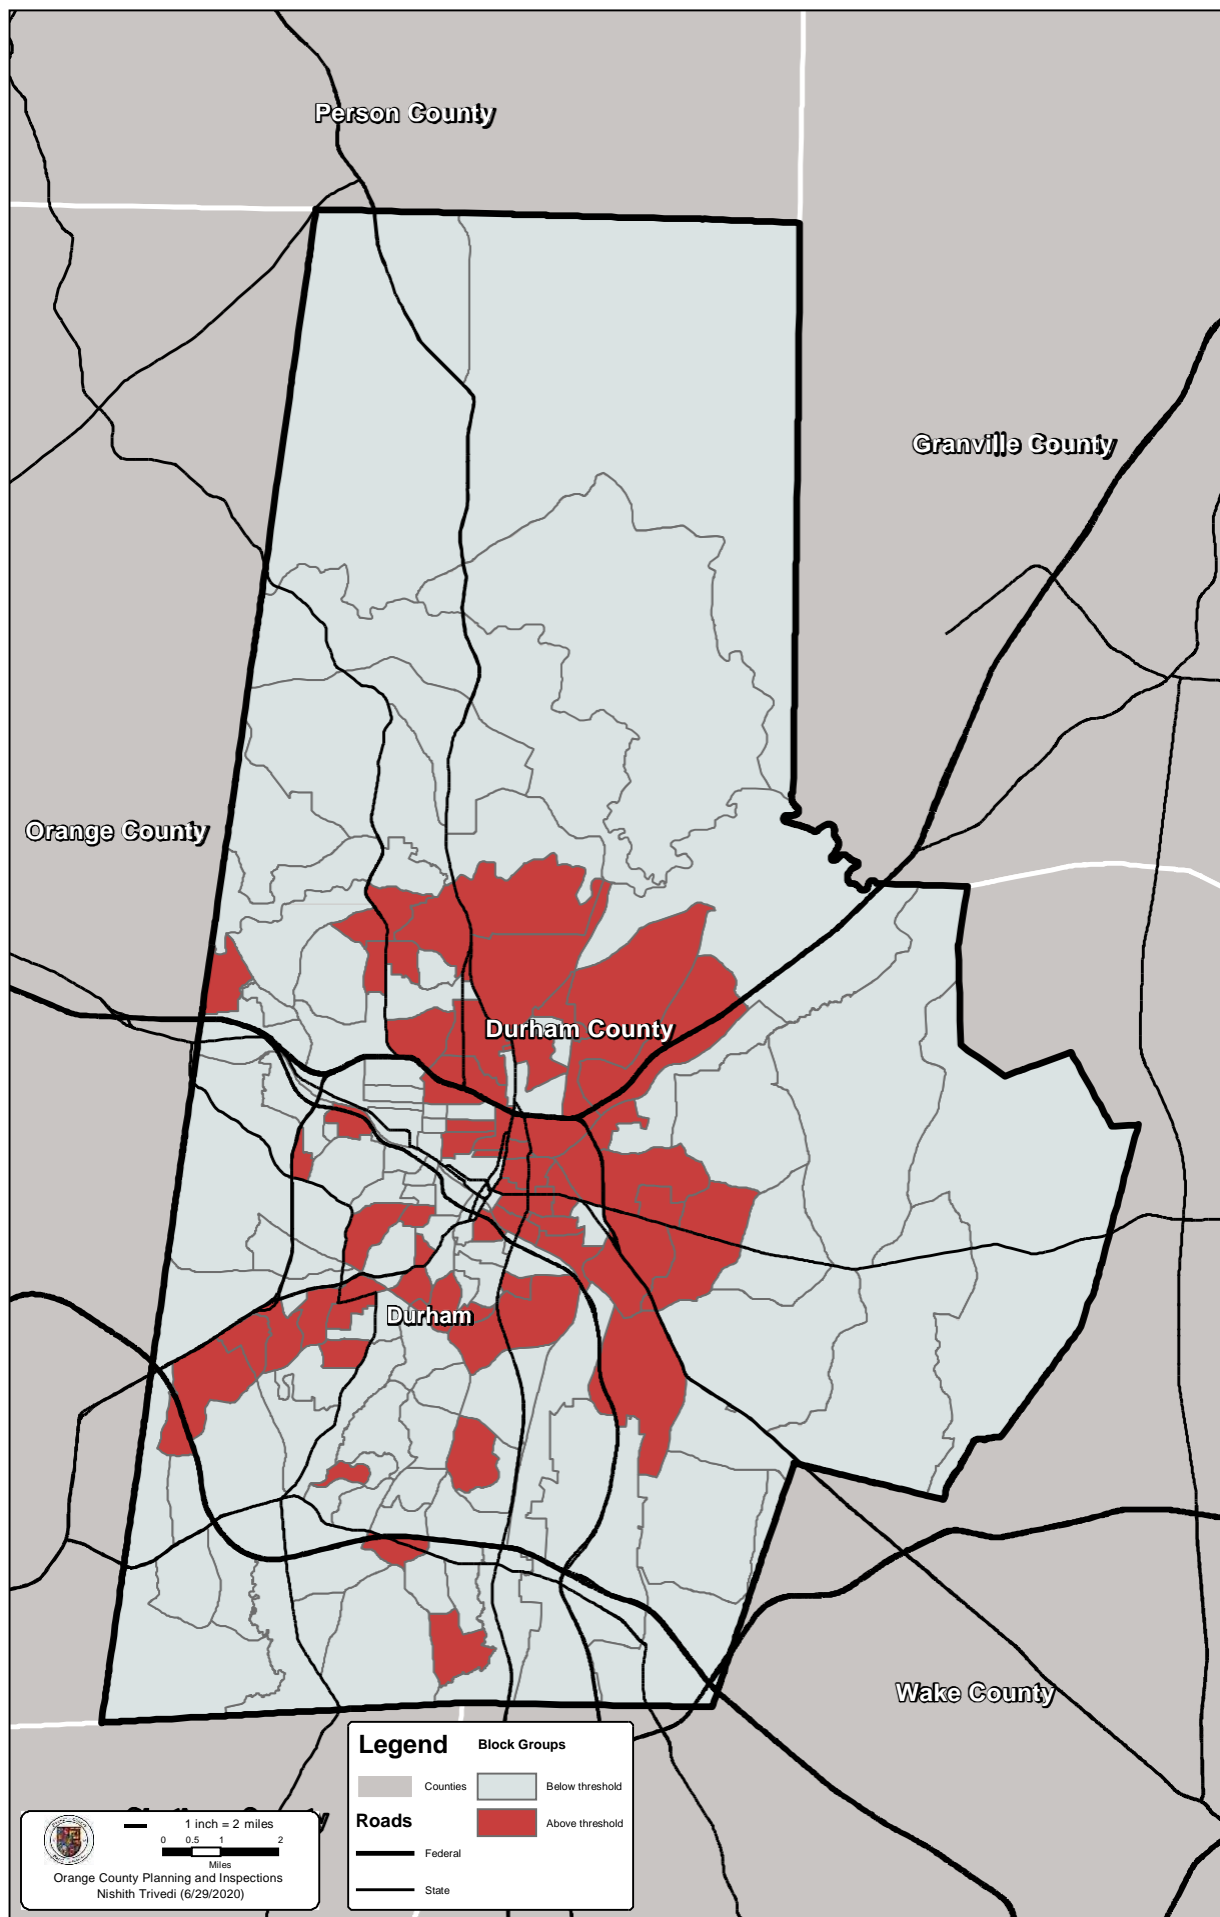 Person County
Granville County
Orange County
Durham County
Durham
Wake County
Legend
Block Groups
Counties
Below threshold
Roads
Above threshold
Federal
State
1 inch = 2 miles
0 0.5 1 2
Miles
Orange County Planning and Inspections
Nishith Trivedi (6/29/2020)